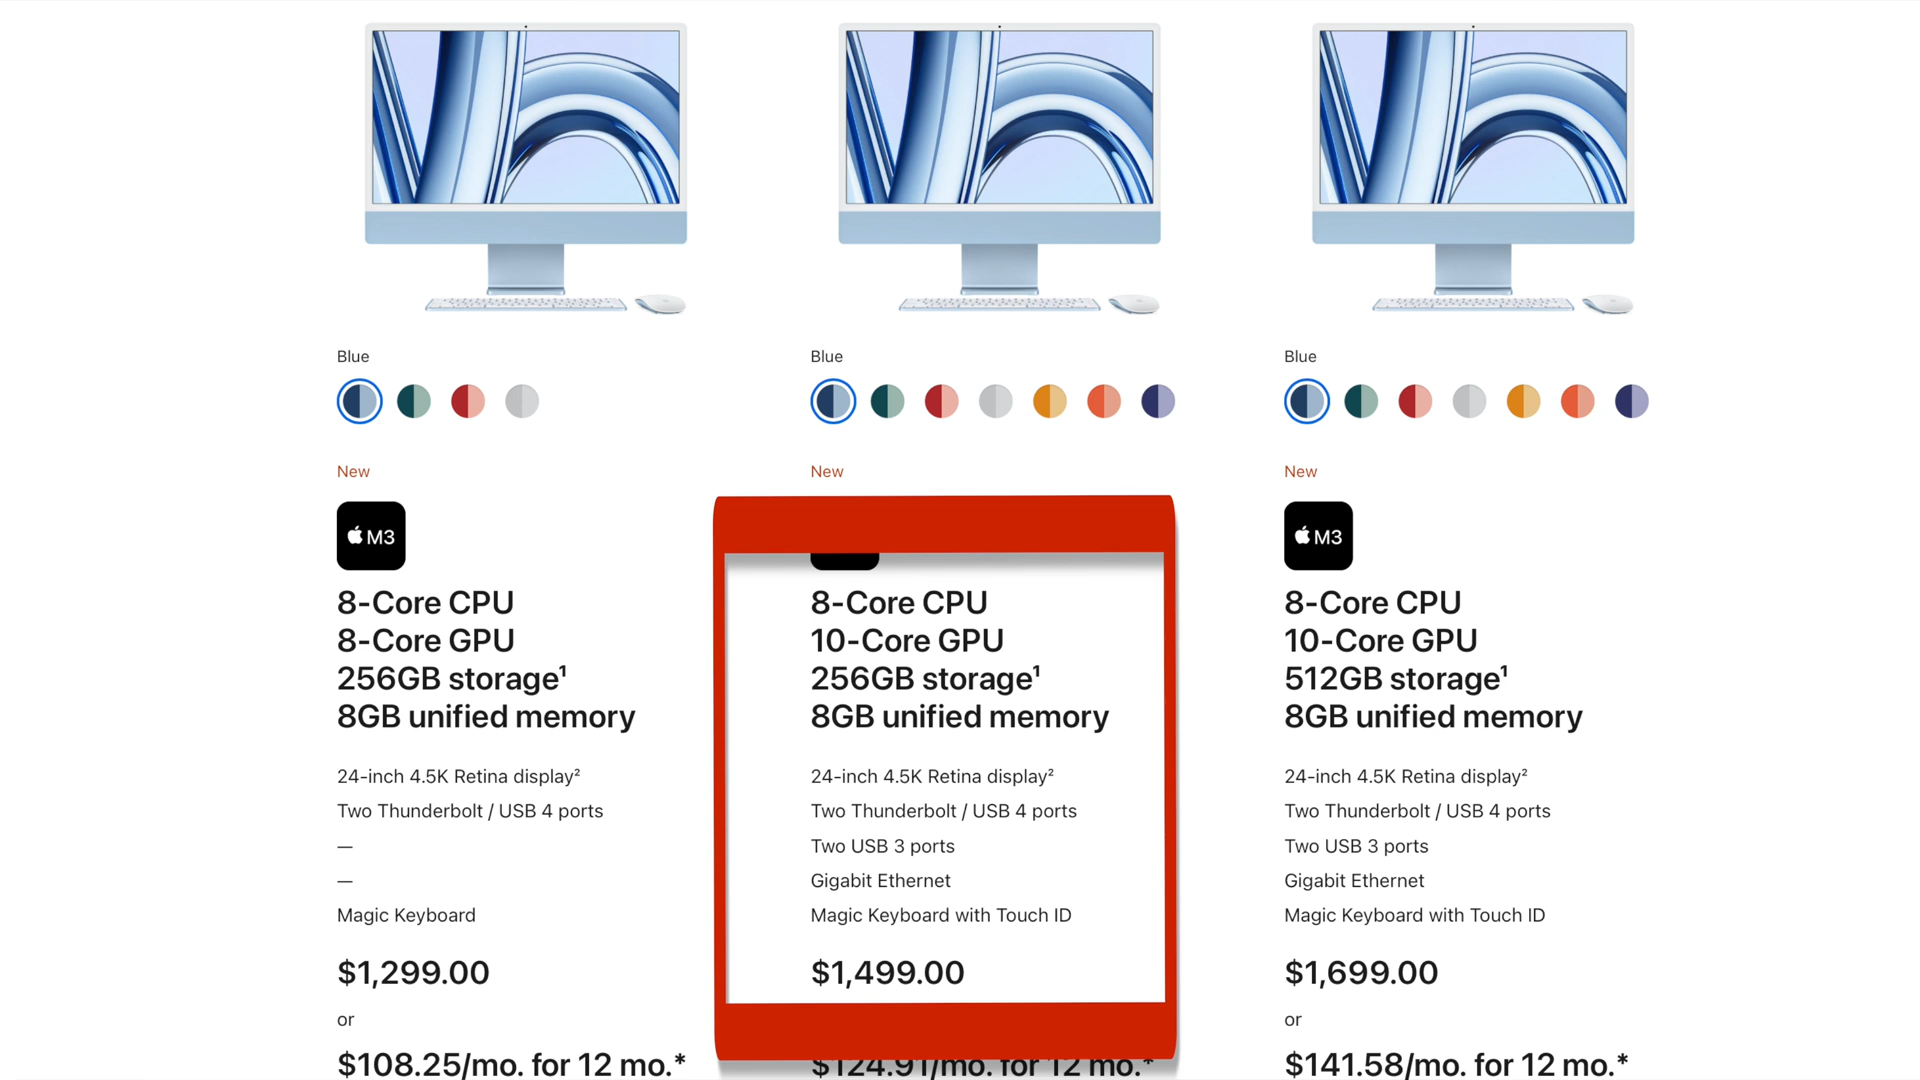 Blue
New
M3
8-Core CPU
8-Core GPU
256GB storage¹
8GB unified memory
24-inch 4.5K Retina display²
Two Thunderbolt / USB 4 ports
—
—
Magic Keyboard
$1,299.00
or
$108.25/mo. for 12 mo.*
Blue
New
8-Core CPU
10-Core GPU
256GB storage¹
8GB unified memory
24-inch 4.5K Retina display²
Two Thunderbolt / USB 4 ports
Two USB 3 ports
Gigabit Ethernet
Magic Keyboard with Touch ID
$1,499.00
$124.91/mo. for 12 mo.*
Blue
New
M3
8-Core CPU
10-Core GPU
512GB storage¹
8GB unified memory
24-inch 4.5K Retina display²
Two Thunderbolt / USB 4 ports
Two USB 3 ports
Gigabit Ethernet
Magic Keyboard with Touch ID
$1,699.00
or
$141.58/mo. for 12 mo.*